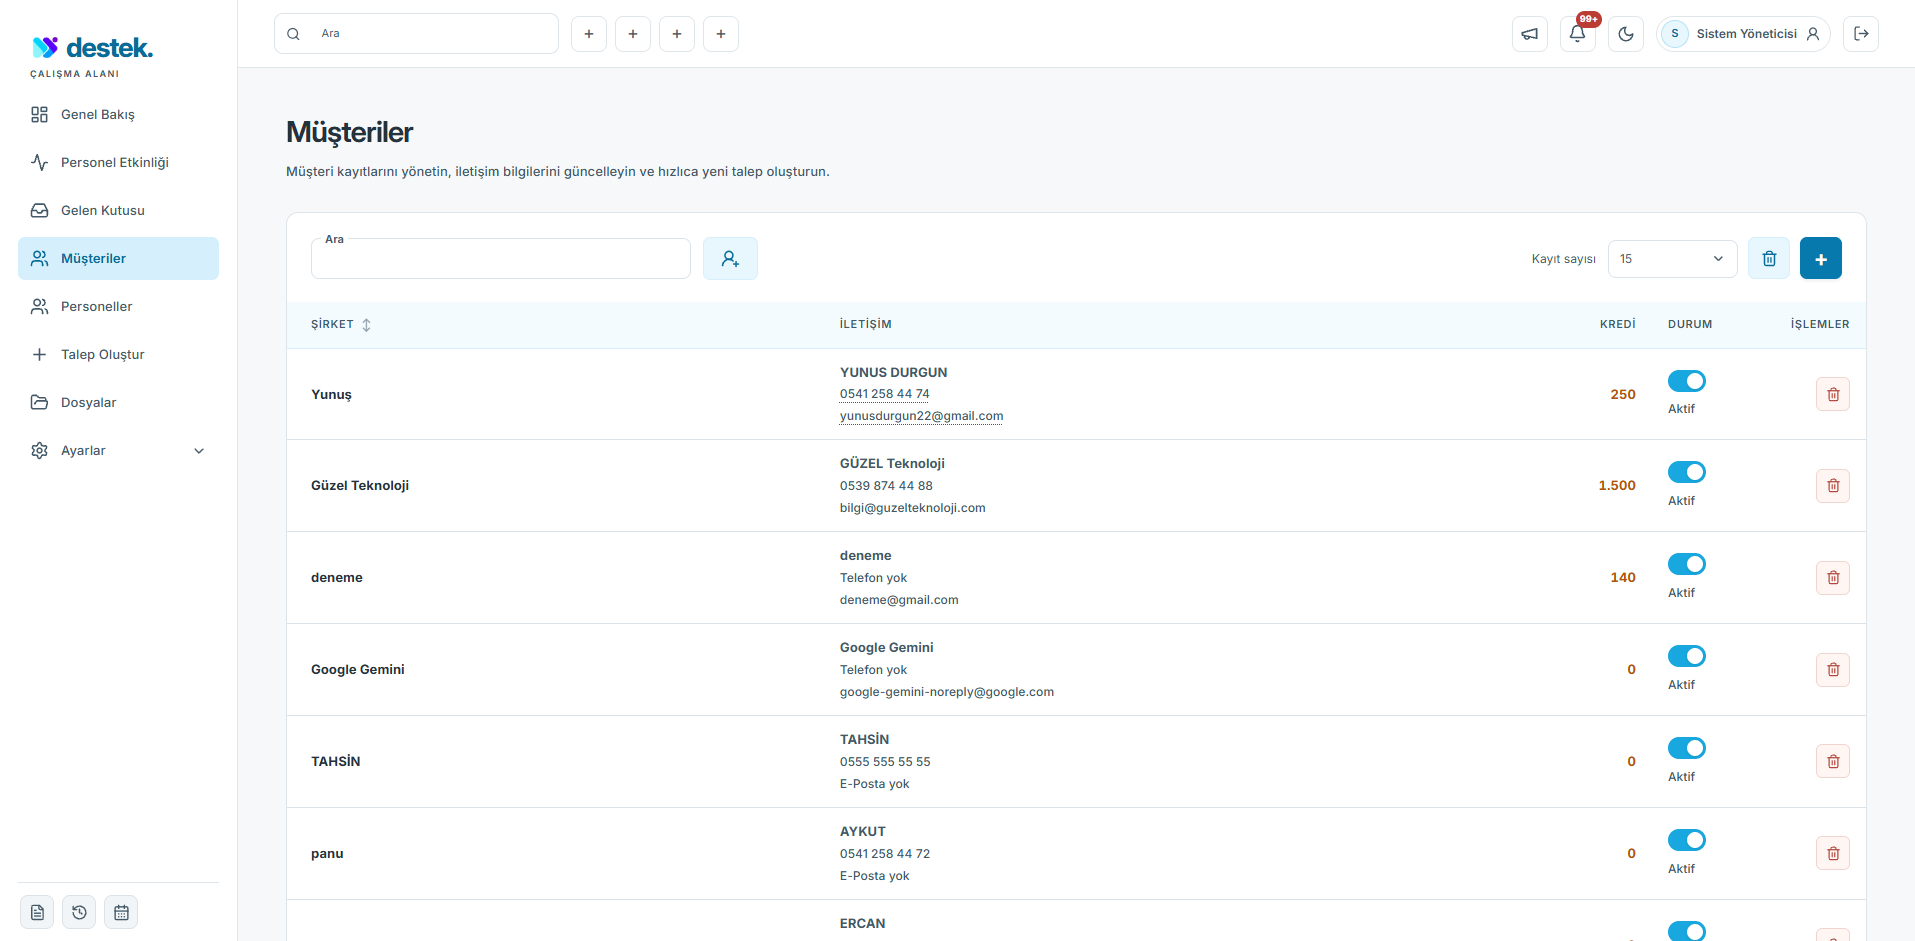 destek.
ÇALIŞMA ALANI
Genel Bakış
Personel Etkinliği
Gelen Kutusu
Müşteriler
Personeller
Talep Oluştur
Dosyalar
Ayarlar
Ara
+ + + +
99+
S Sistem Yöneticisi
Müşteriler
Müşteri kayıtlarını yönetin, iletişim bilgilerini güncelleyin ve hızlıca yeni talep oluşturun.
Ara
Kayıt sayısı 15 +
ŞİRKET İLETİŞİM KREDİ DURUM İŞLEMLER
Yunuş
YUNUS DURGUN
0541 258 44 74
yunusdurgun22@gmail.com
250
Aktif
Güzel Teknoloji
GÜZEL Teknoloji
0539 874 44 88
bilgi@guzelteknoloji.com
1.500
Aktif
deneme
deneme
Telefon yok
deneme@gmail.com
140
Aktif
Google Gemini
Google Gemini
Telefon yok
google-gemini-noreply@google.com
0
Aktif
TAHSİN
TAHSİN
0555 555 55 55
E-Posta yok
0
Aktif
panu
AYKUT
0541 258 44 72
E-Posta yok
0
Aktif
ERCAN